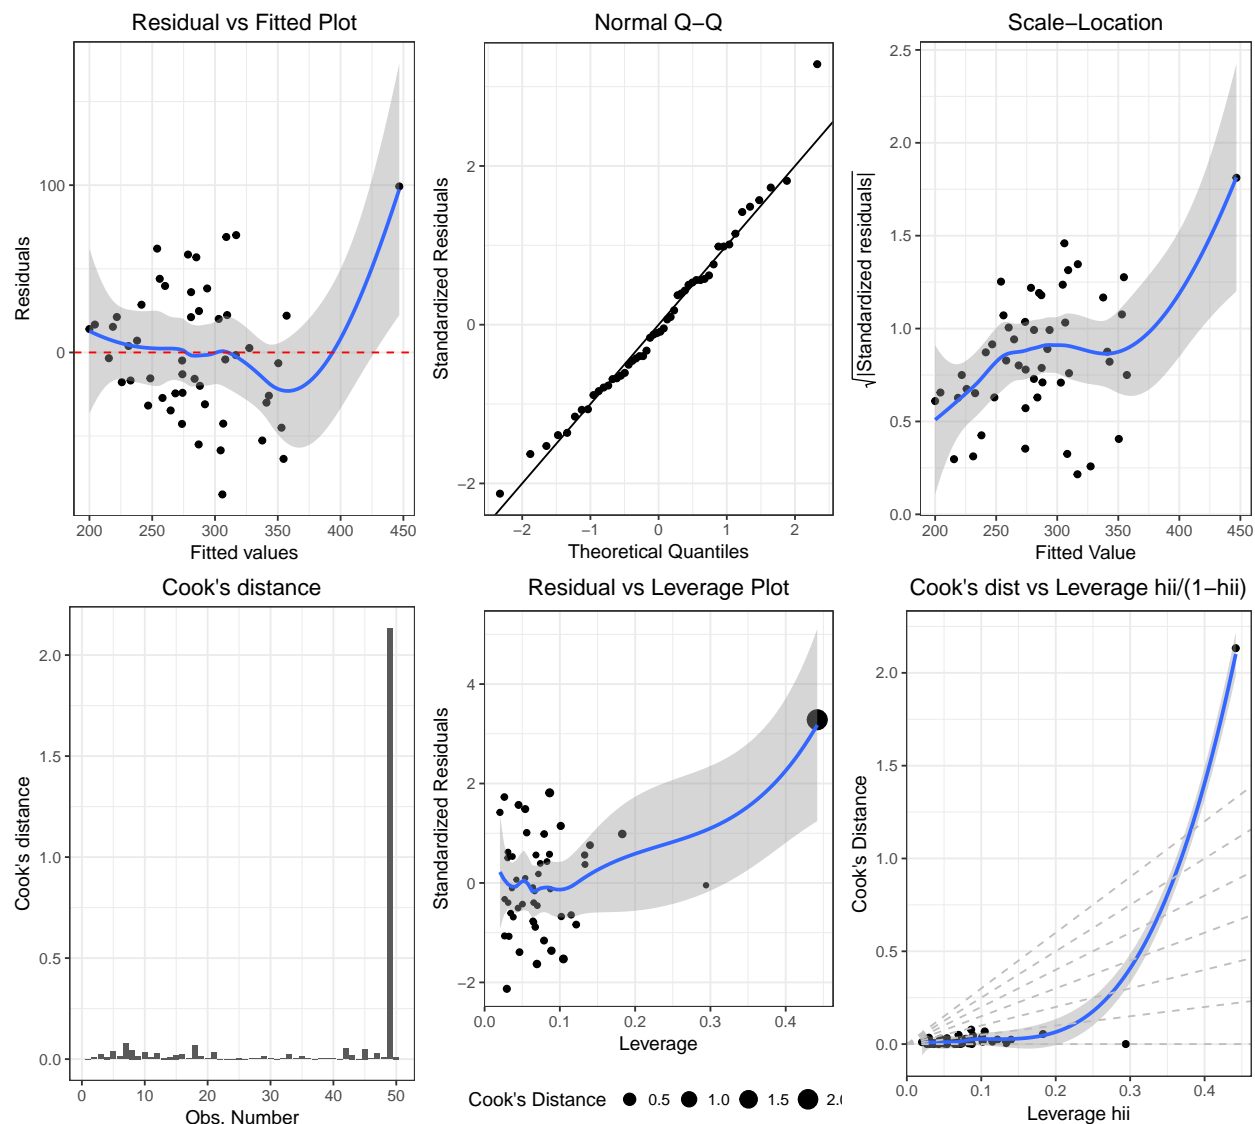 Residual vs Fitted Plot
Residuals
100
0
200 250 300 350 400 450
Fitted values
Normal Q−Q
Standardized Residuals
2
0
−2
−2 −1 0 1 2
Theoretical Quantiles
Scale−Location
√|Standardized residuals|
2.5
2.0
1.5
1.0
0.5
0.0
200 250 300 350 400 450
Fitted Value
Cook's distance
Cook's distance
2.0
1.5
1.0
0.5
0.0
0 10 20 30 40 50
Obs. Number
Residual vs Leverage Plot
Standardized Residuals
4
2
0
−2
0.0 0.1 0.2 0.3 0.4
Leverage
Cook's Distance 0.5 1.0 1.5 2.0
Cook's dist vs Leverage hii/(1−hii)
Cook's Distance
2.0
1.5
1.0
0.5
0.0
0.0 0.1 0.2 0.3 0.4
Leverage hii